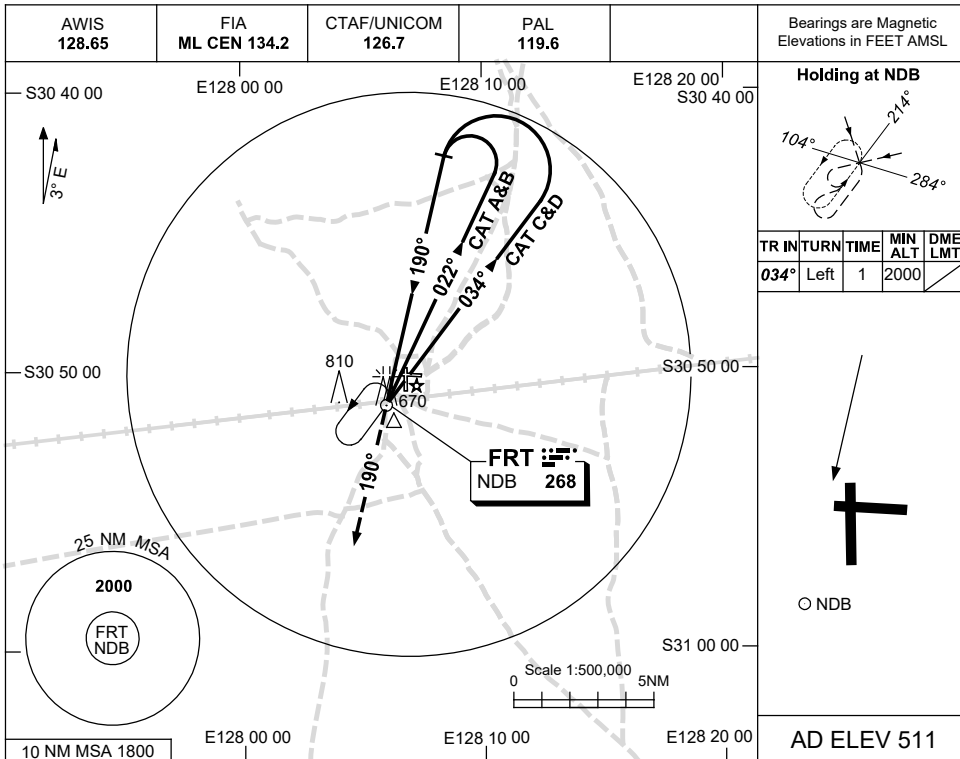 AWIS
128.65
FIA
ML CEN 134.2
CTAF/UNICOM
126.7
PAL
119.6
Bearings are Magnetic
Elevations in FEET AMSL
S30 40 00
E128 00 00
E128 10 00
E128 20 00
S30 40 00
3° E
190°
022°
CAT A&B
034°
CAT C&D
S30 50 00
S30 50 00
810
670
190°
FRT
NDB 268
25 NM MSA
2000
FRT
NDB
S31 00 00
Scale 1:500,000
0 5NM
10 NM MSA 1800
E128 00 00
E128 10 00
E128 20 00
Holding at NDB
214°
104°
284°
TR IN TURN TIME MIN ALT DME LMT
034° Left 1 2000
NDB
AD ELEV 511